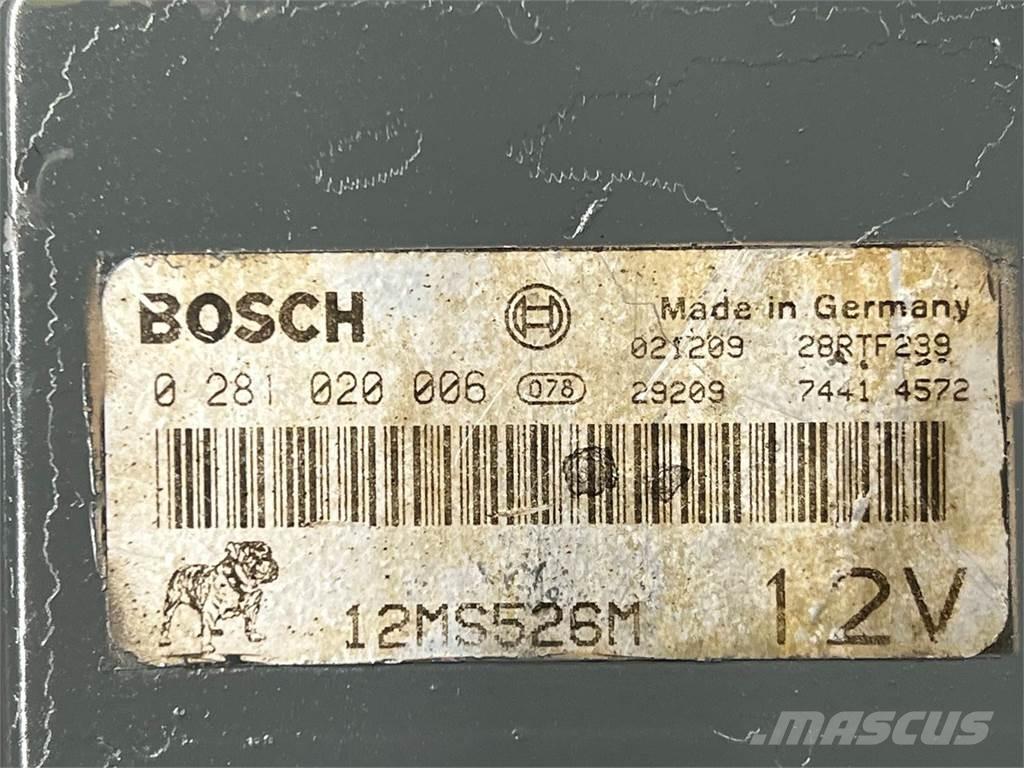 BOSCH
Made in Germany
021209 28RTF239
0 281 020 006 078 29209 7441 4572
12MS526M 12V
MASCUS